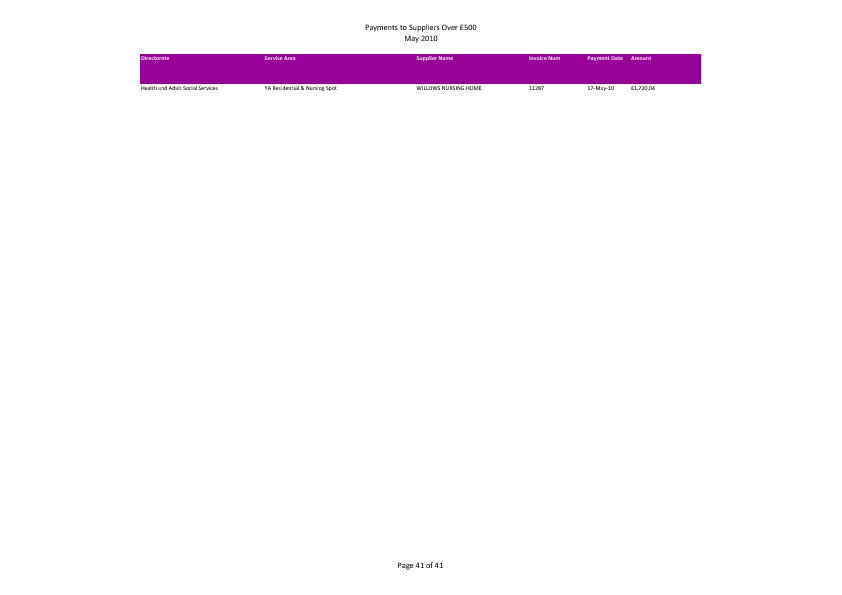 Payments to Suppliers Over £500
May 2010
Directorate Service Area Supplier Name Invoice Num Payment Date Amount
Health and Adult Social Services YA Residential & Nursing Spot WILLOWS NURSING HOME 11287 17-May-10 £1,720.04
Page 41 of 41